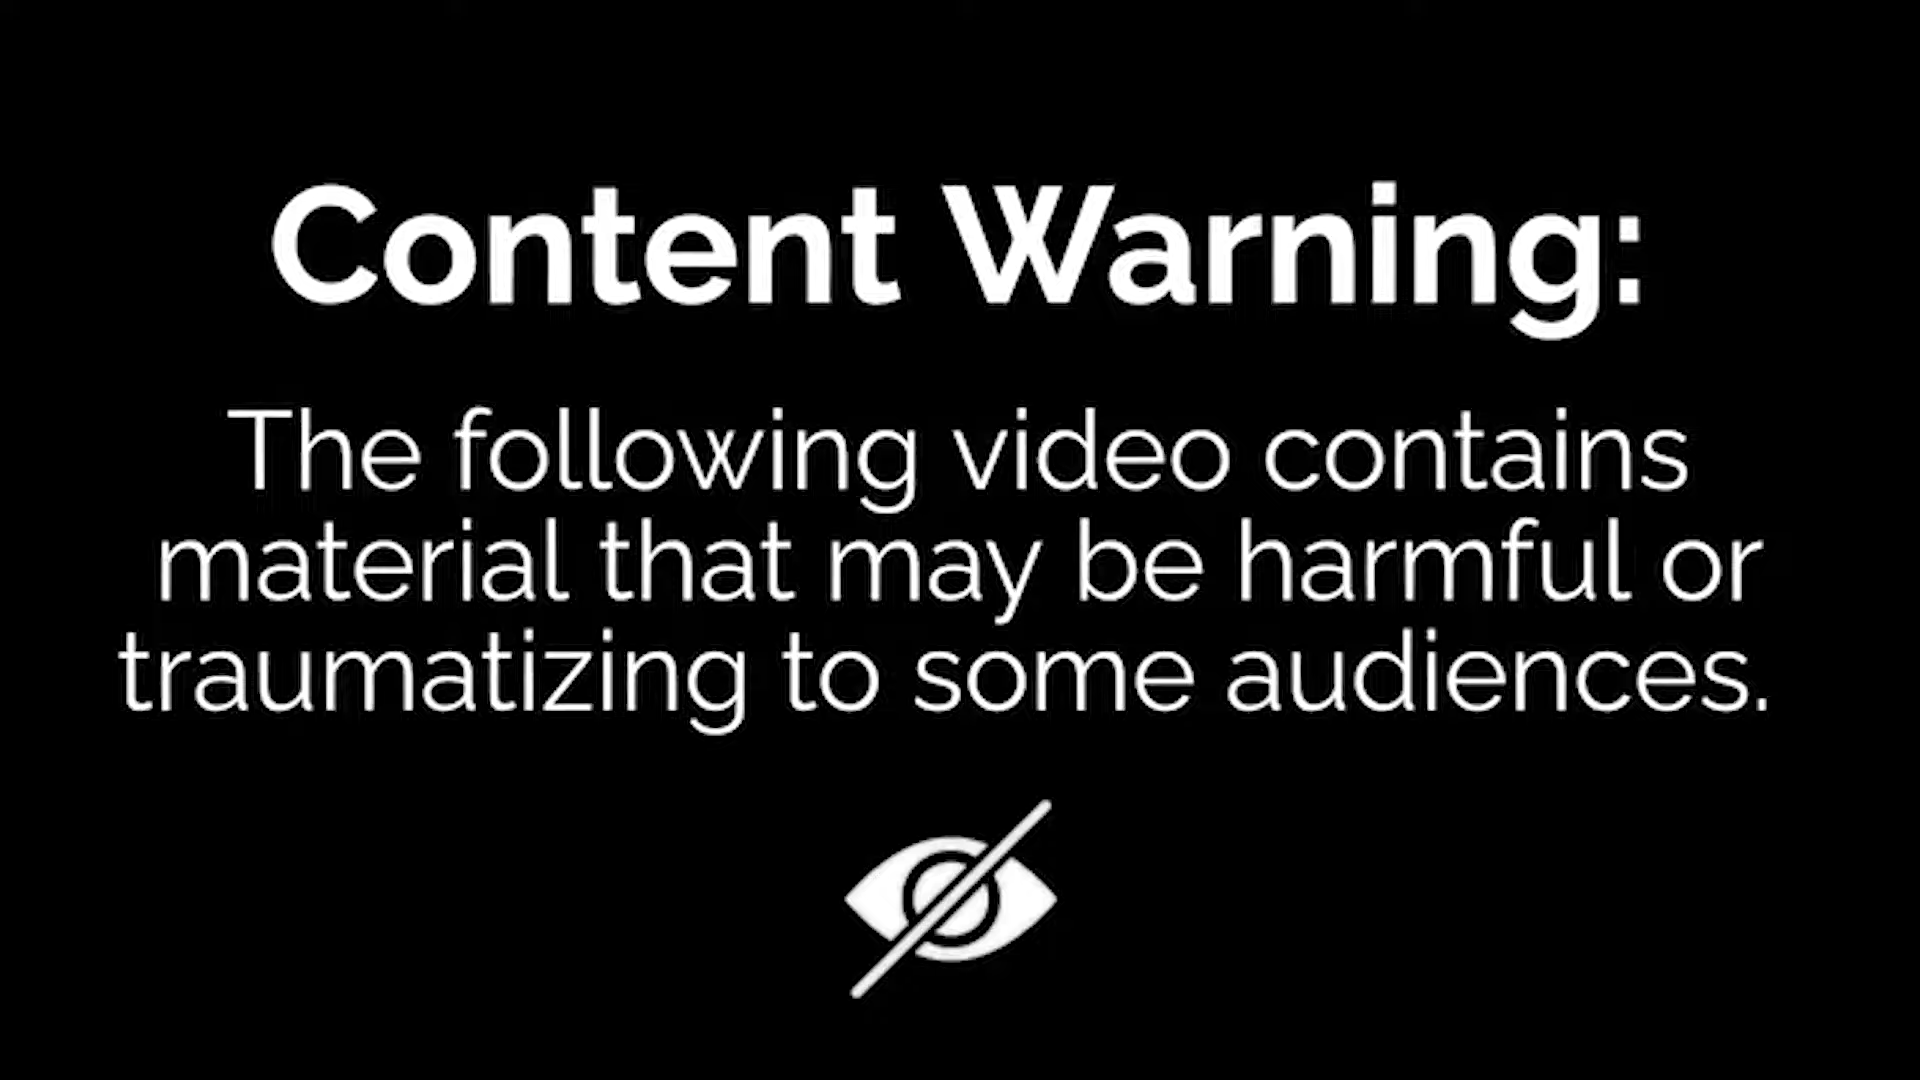 Content Warning:
The following video contains
material that may be harmful or
traumatizing to some audiences.